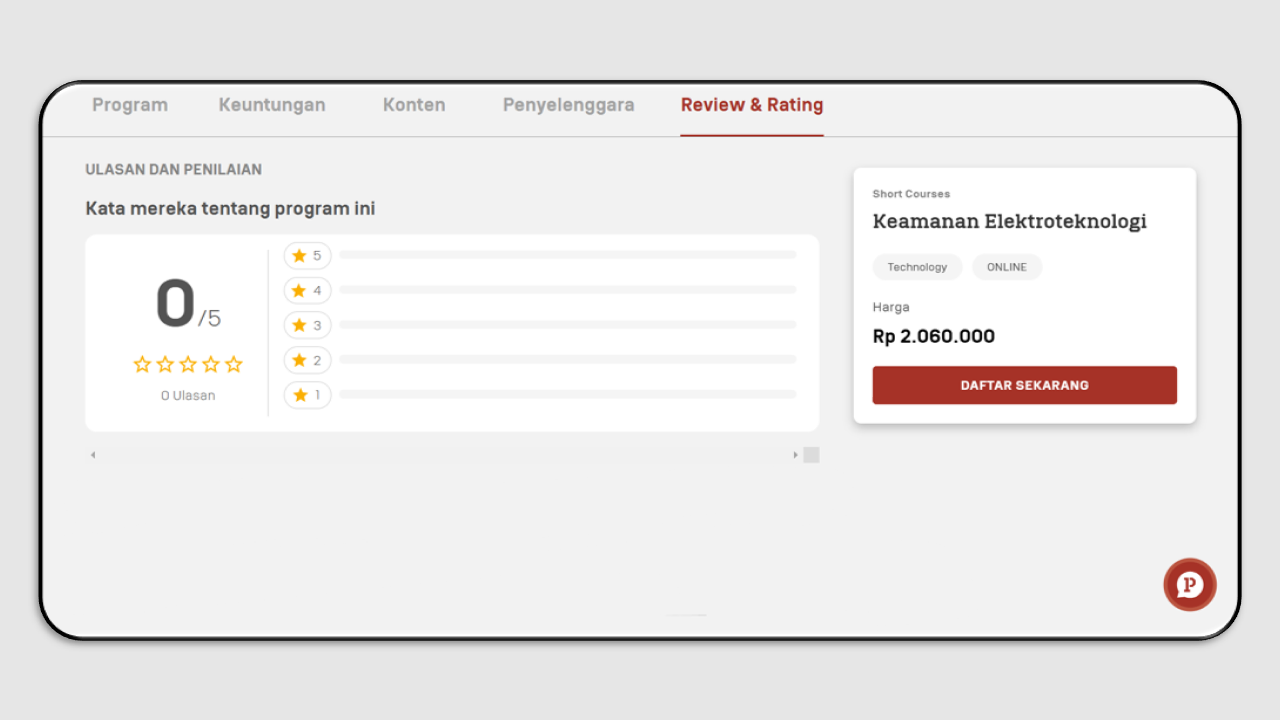 Program Keuntungan Konten Penyelenggara Review & Rating
ULASAN DAN PENILAIAN
Kata mereka tentang program ini
0/5
0 Ulasan
5
4
3
2
1
Short Courses
Keamanan Elektroteknologi
Technology ONLINE
Harga
Rp 2.060.000
DAFTAR SEKARANG
P